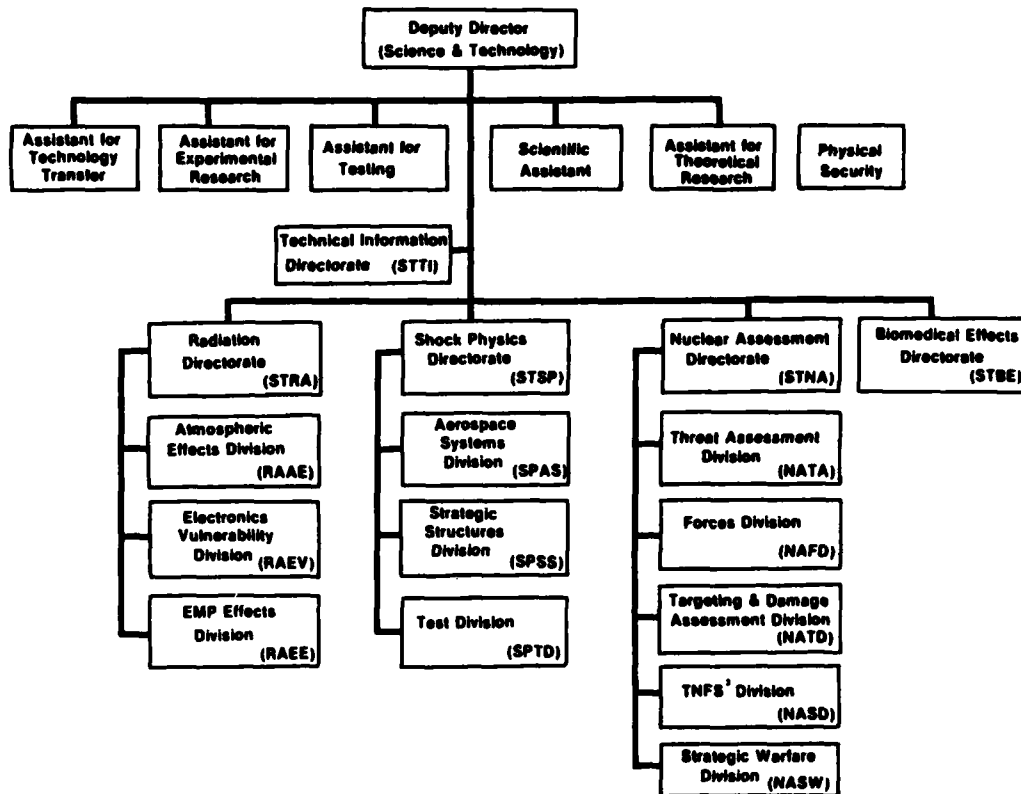 Deputy Director
(Science & Technology)
Assistant for
Technology
Transfer
Assistant for
Experimental
Research
Assistant for
Testing
Scientific
Assistant
Assistant for
Theoretical
Research
Physical
Security
Technical Information
Directorate (STTI)
Radiation
Directorate
(STRA)
Atmospheric
Effects Division
(RAAE)
Electronics
Vulnerability
Division
(RAEV)
EMP Effects
Division
(RAEE)
Shock Physics
Directorate
(STSP)
Aerospace
Systems
Division
(SPAS)
Strategic
Structures
Division
(SPSS)
Test Division
(SPTD)
Nuclear Assessment
Directorate
(STNA)
Threat Assessment
Division
(NATA)
Forces Division
(NAFD)
Targeting & Damage
Assessment Division
(NATD)
TNFS³ Division
(NASD)
Strategic Warfare
Division
(NASW)
Biomedical Effects
Directorate
(STBE)